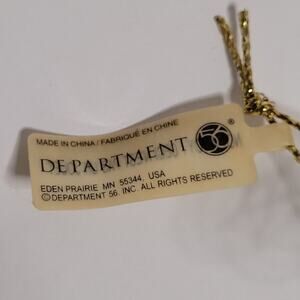 MADE IN CHINA / FABRIQUÉ EN CHINE
DEPARTMENT 56®
EDEN PRAIRIE MN 55344, USA
©DEPARTMENT 56, INC. ALL RIGHTS RESERVED